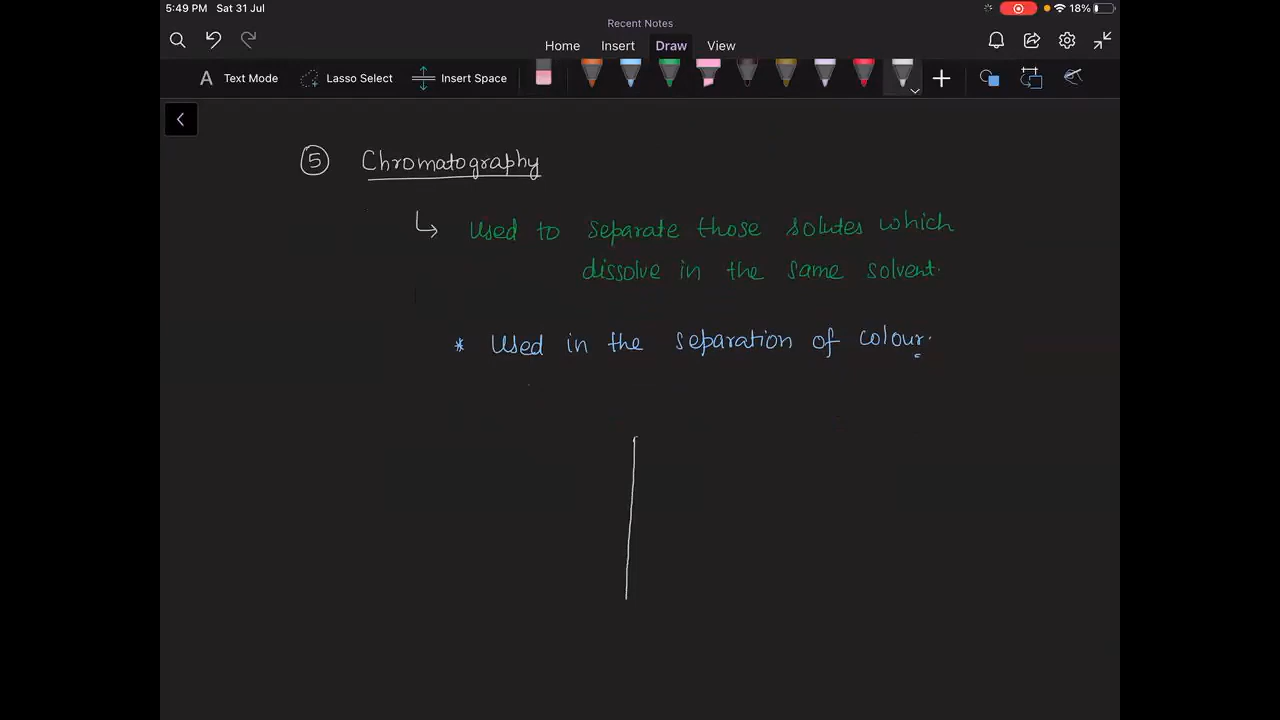 5:49 PM Sat 31 Jul
18%
Recent Notes
Home Insert Draw View
A Text Mode Lasso Select Insert Space
5 Chromatography
↳ Used to separate those solutes which
dissolve in the same solvent.
* Used in the separation of colour.